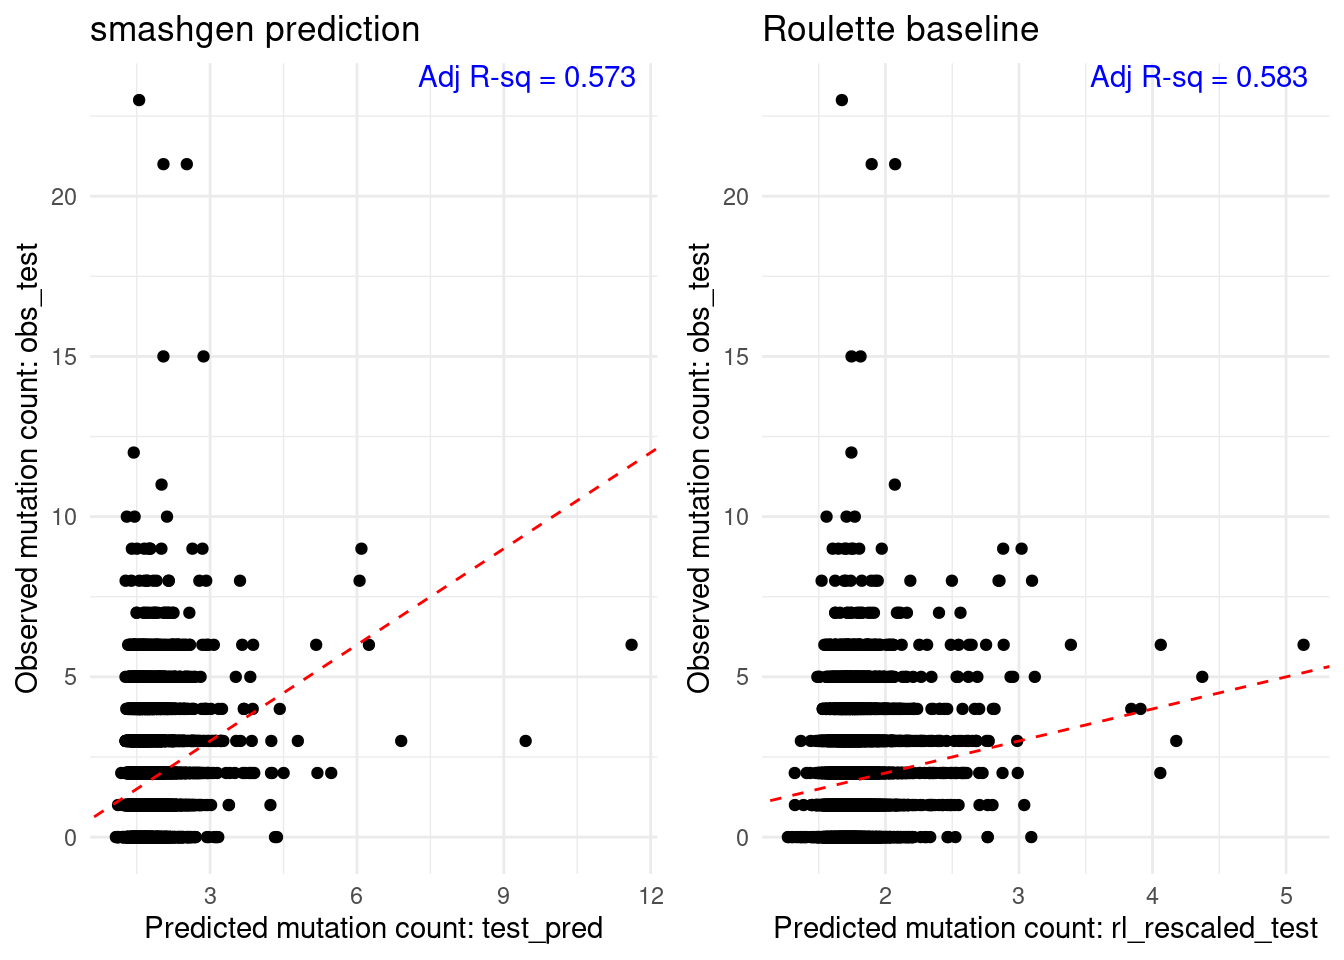 smashgen prediction
Adj R-sq = 0.573
Observed mutation count: obs_test
20
15
10
5
0
3
6
9
12
Predicted mutation count: test_pred
Roulette baseline
Adj R-sq = 0.583
Observed mutation count: obs_test
20
15
10
5
0
2
3
4
5
Predicted mutation count: rl_rescaled_test